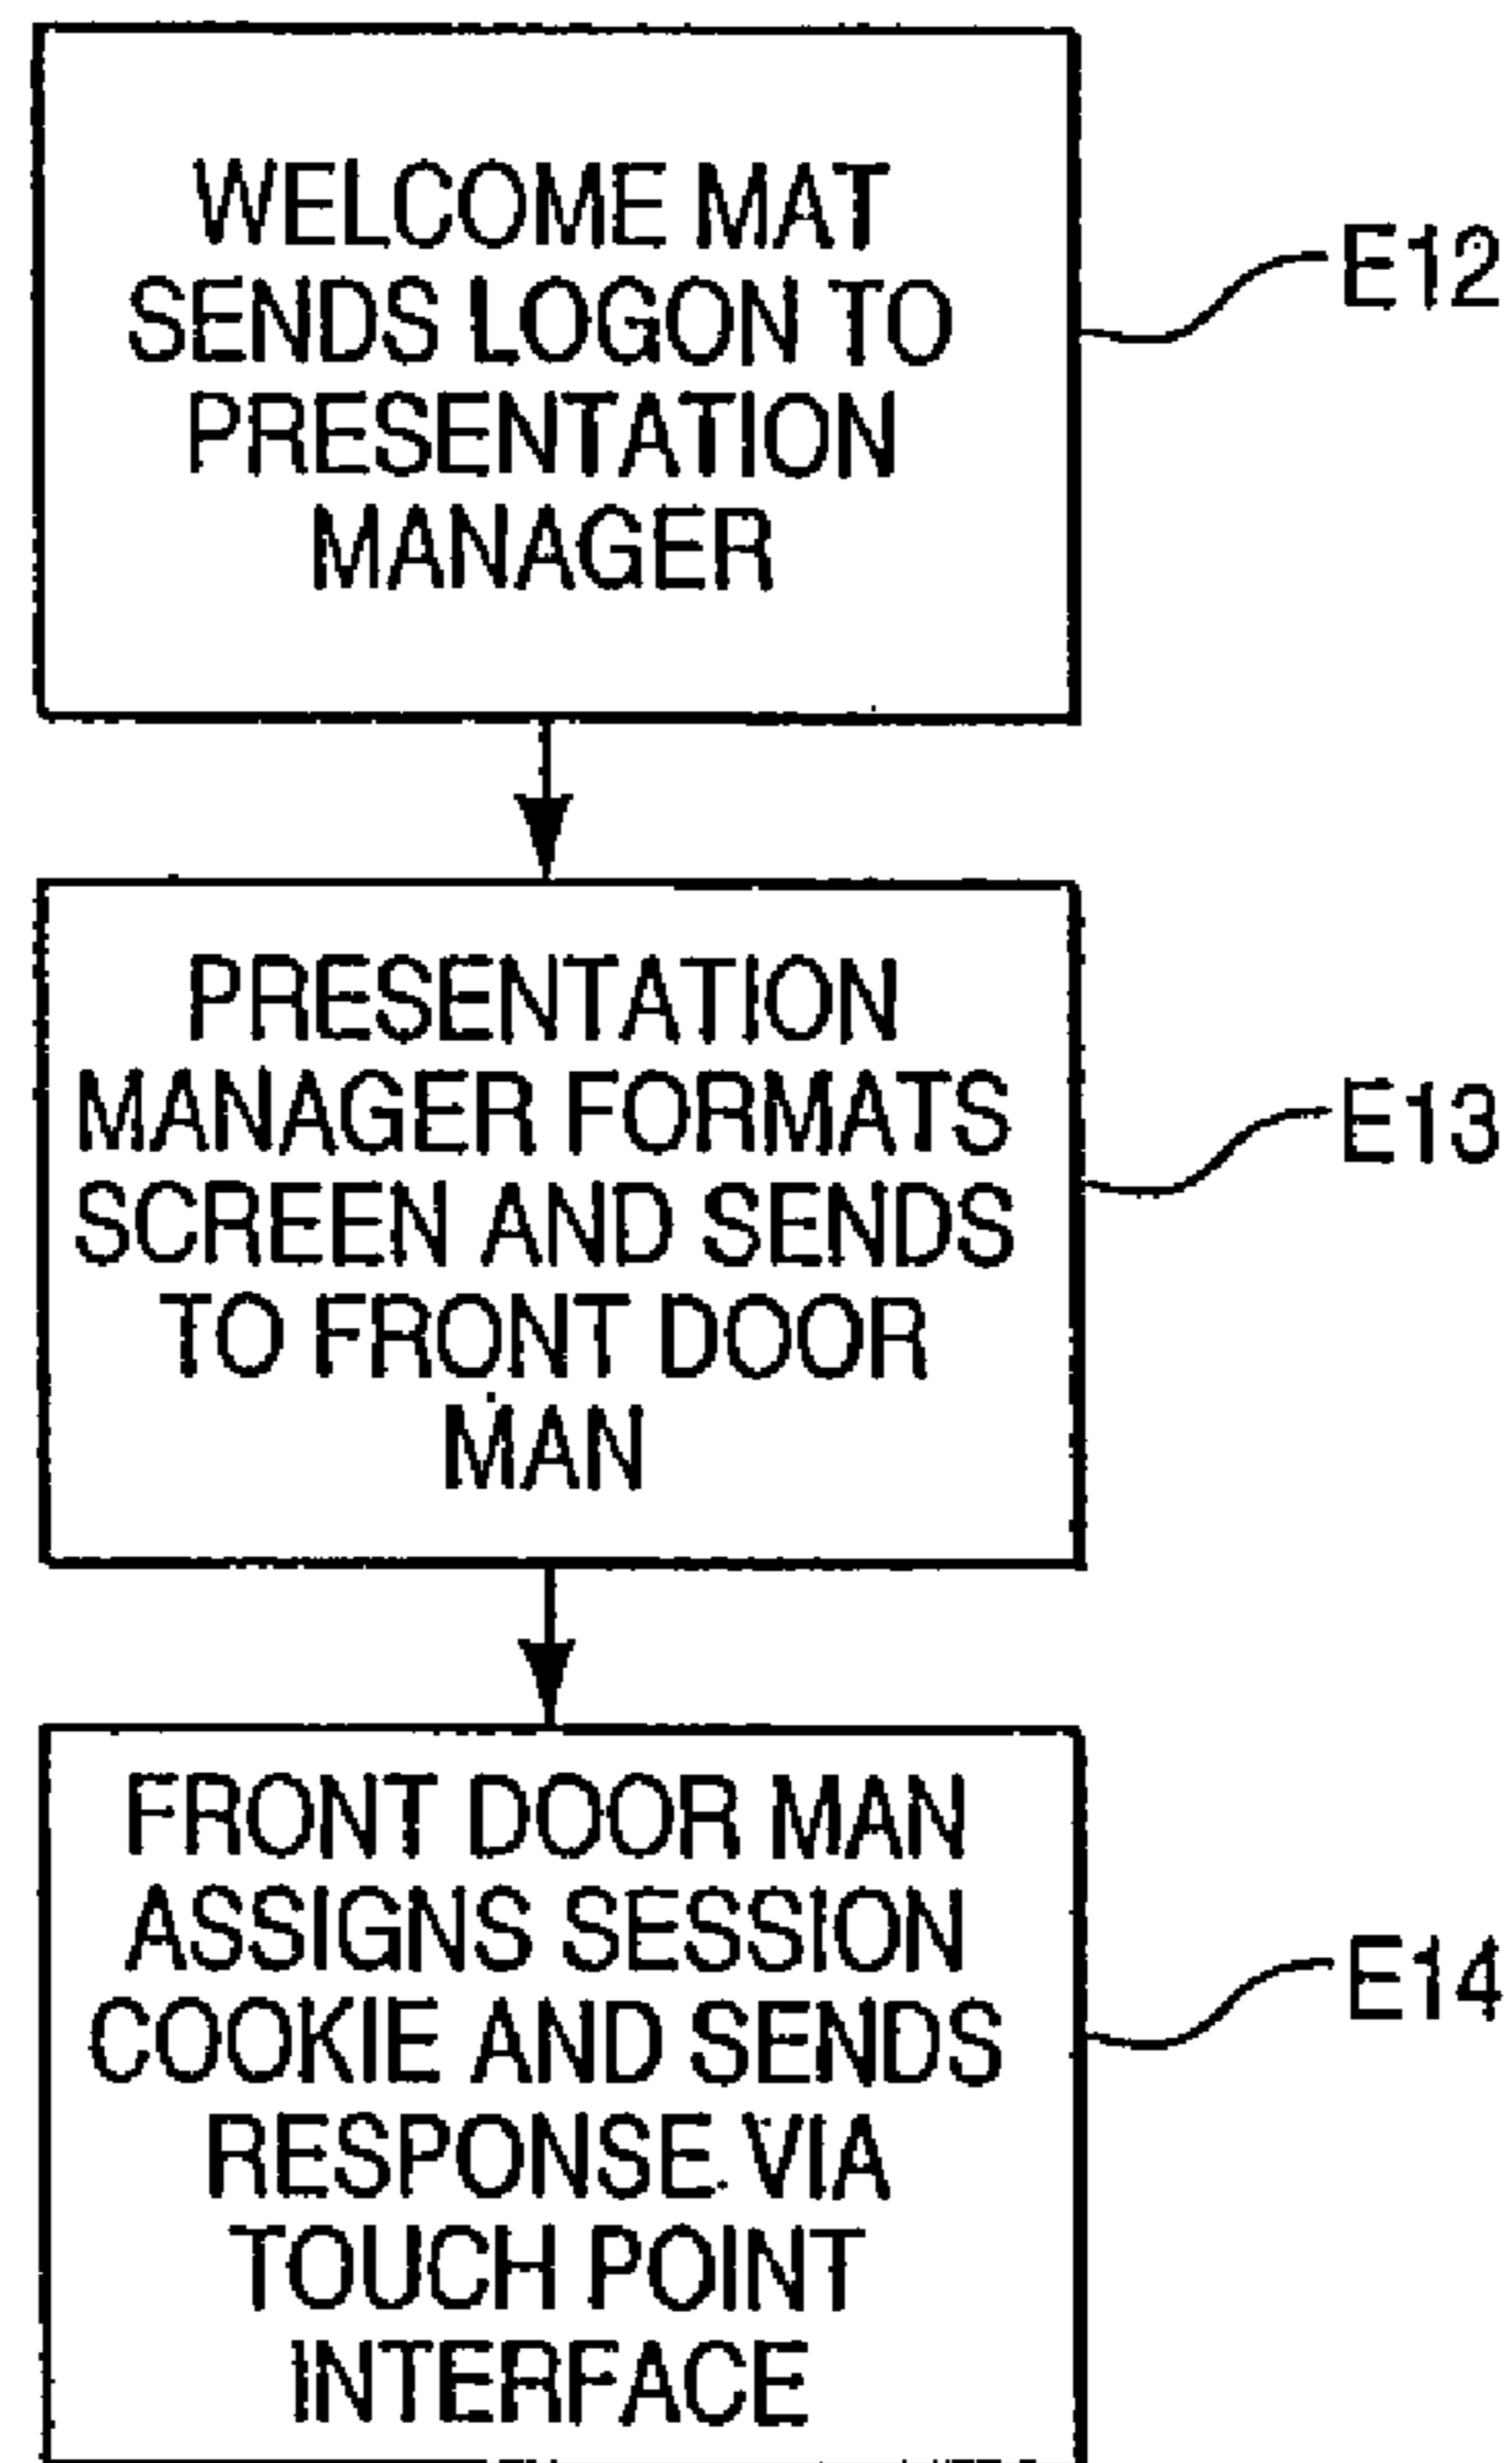 WELCOME MAT
SENDS LOGON TO
PRESENTATION
MANAGER
E12
PRESENTATION
MANAGER FORMATS
SCREEN AND SENDS
TO FRONT DOOR
MAN
E13
FRONT DOOR MAN
ASSIGNS SESSION
COOKIE AND SENDS
RESPONSE VIA
TOUCH POINT
INTERFACE
E14